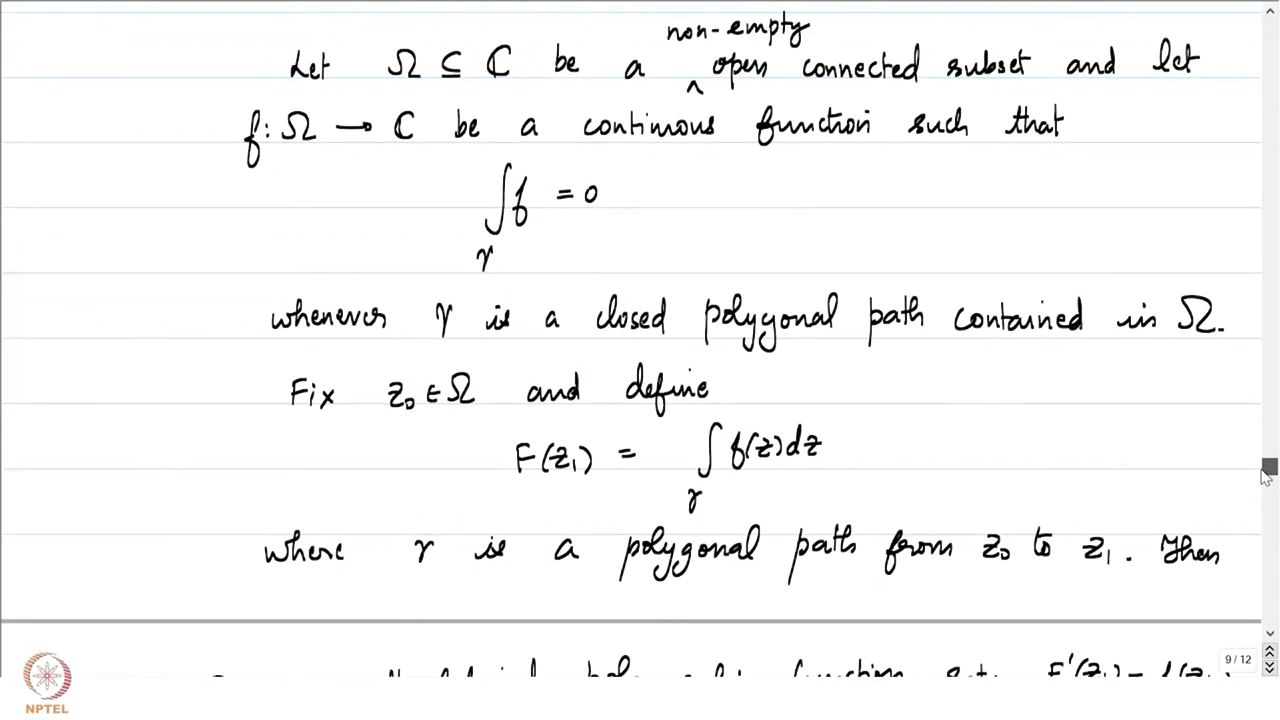 non-empty
Let Ω ⊆ ℂ be a ‸ open connected subset and let
f: Ω → ℂ be a continuous function such that
∫f = 0
γ
whenever γ is a closed polygonal path contained in Ω.
Fix z₀ ∈ Ω and define
F(z₁) = ∫ f(z)dz
γ
where γ is a polygonal path from z₀ to z₁. Then
function
9 / 12
NPTEL